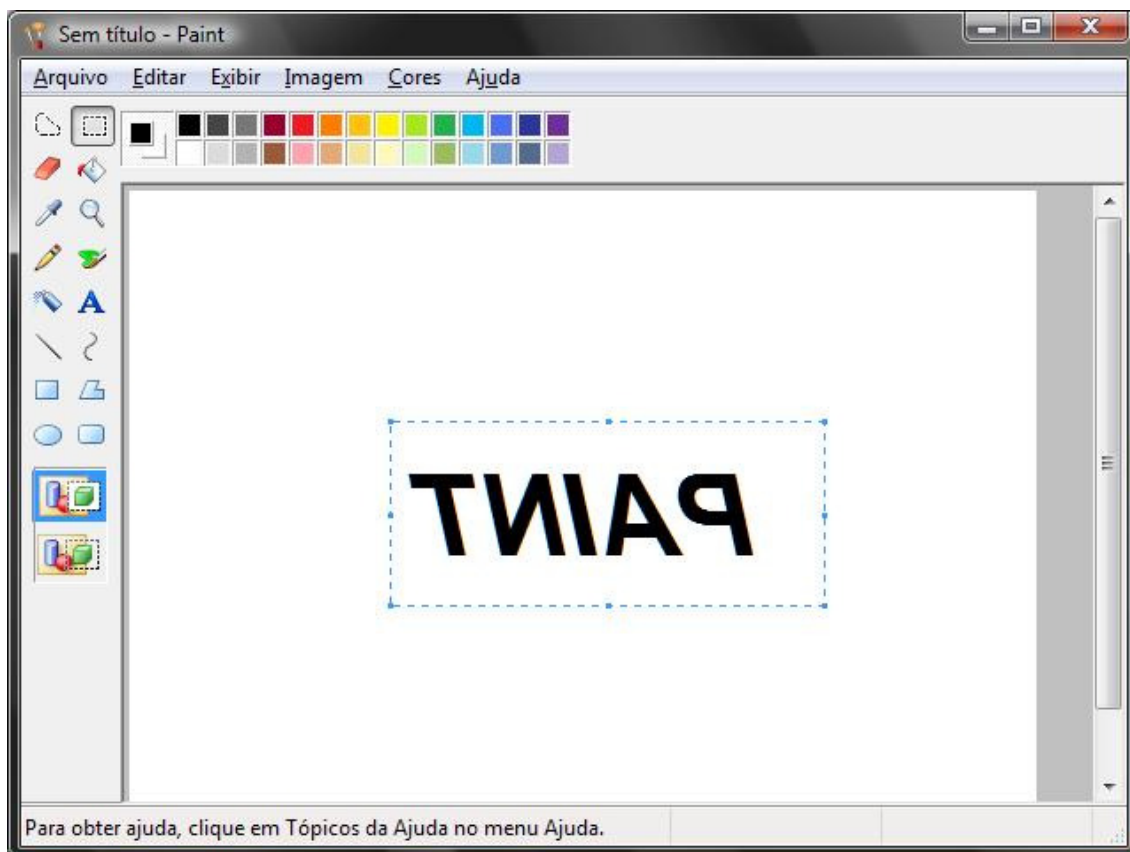 Sem título - Paint
Arquivo Editar Exibir Imagem Cores Ajuda
A
PAINT
Para obter ajuda, clique em Tópicos da Ajuda no menu Ajuda.